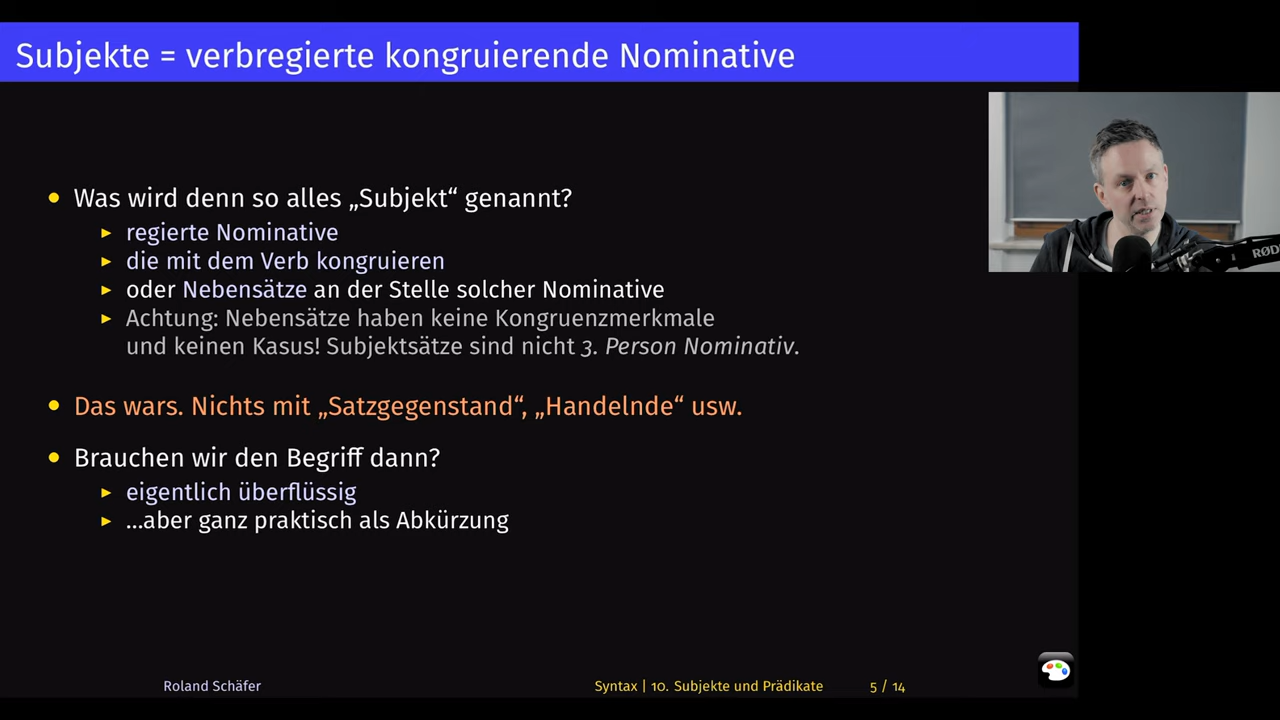 Subjekte = verbregierte kongruierende Nominative
• Was wird denn so alles „Subjekt“ genannt?
▸ regierte Nominative
▸ die mit dem Verb kongruieren
▸ oder Nebensätze an der Stelle solcher Nominative
▸ Achtung: Nebensätze haben keine Kongruenzmerkmale
und keinen Kasus! Subjektsätze sind nicht 3. Person Nominativ.
• Das wars. Nichts mit „Satzgegenstand“, „Handelnde“ usw.
• Brauchen wir den Begriff dann?
▸ eigentlich überflüssig
▸ …aber ganz praktisch als Abkürzung
Roland Schäfer
Syntax | 10. Subjekte und Prädikate
5 / 14